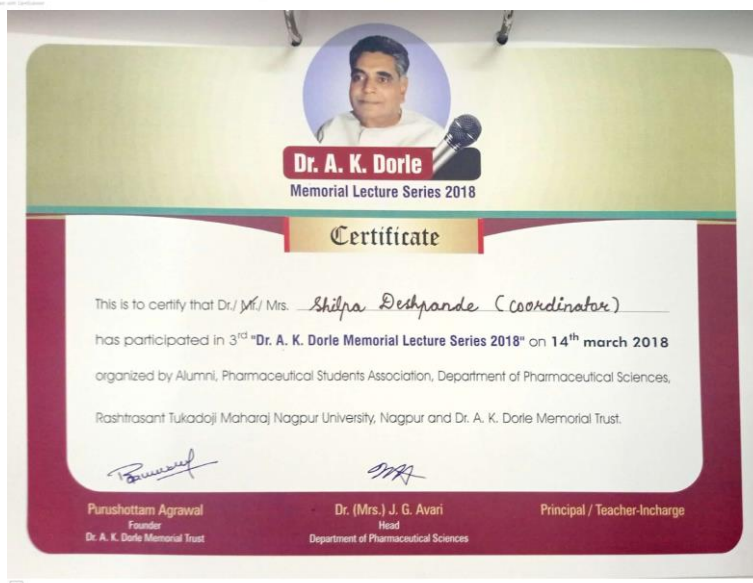 Dr. A. K. Dorle
Memorial Lecture Series 2018
Certificate
This is to certify that Dr./ Mr./ Mrs. Shilpa Deshpande (coordinator)
has participated in 3rd "Dr. A. K. Dorle Memorial Lecture Series 2018" on 14th march 2018
organized by Alumni, Pharmaceutical Students Association, Department of Pharmaceutical Sciences,
Rashtrasant Tukadoji Maharaj Nagpur University, Nagpur and Dr. A. K. Dorle Memorial Trust.
Purushottam Agrawal Dr. (Mrs.) J. G. Avari Principal / Teacher-Incharge
Founder Head
Dr. A. K. Dorle Memorial Trust Department of Pharmaceutical Sciences